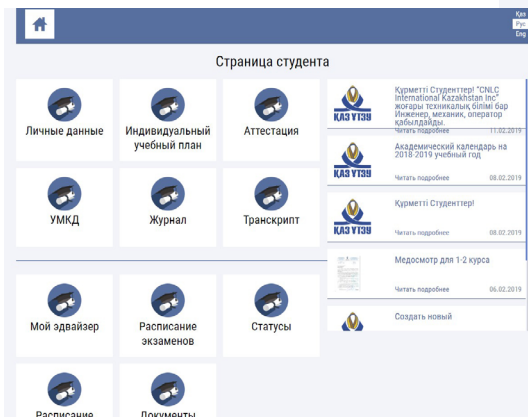 Қаз
Рус
Eng
Страница студента
Личные данные
Индивидуальный
учебный план
Аттестация
УМКД
Журнал
Транскрипт
Мой эдвайзер
Расписание
экзаменов
Статусы
Расписание
Документы
ҚАЗ ҰТЗУ
Құрметті Студенттер! "CNLC
International Kazakhstan Inc"
жоғары техникалық білімі бар
Инженер, механик, оператор
қабылдайды.
Читать подробнее 11.02.2019
ҚАЗ ҰТЗУ
Академический календарь на
2018-2019 учебный год
Читать подробнее 08.02.2019
ҚАЗ ҰТЗУ
Құрметті Студенттер!
Читать подробнее 08.02.2019
Медосмотр для 1-2 курса
Читать подробнее 06.02.2019
Создать новый